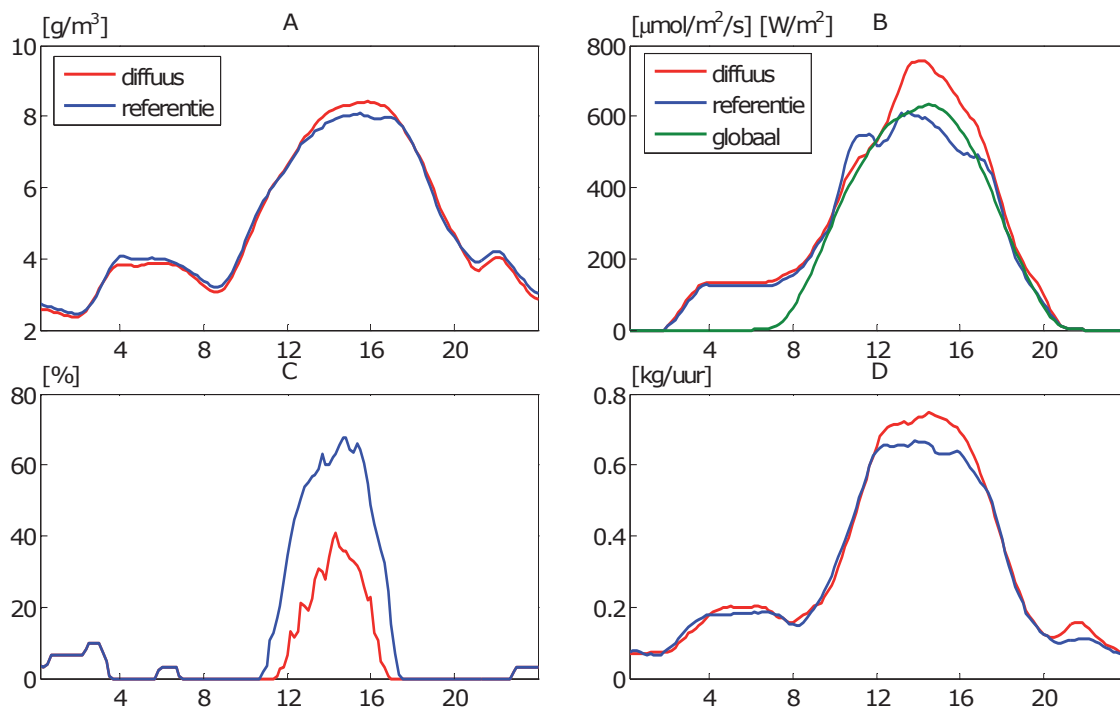 [g/m³] A
10
8
6
4
2
diffuus
referentie
4 8 12 16 20
[µmol/m²/s] [W/m²] B
800
600
400
200
0
diffuus
referentie
globaal
4 8 12 16 20
[%] C
80
60
40
20
0
4 8 12 16 20
[kg/uur] D
0.8
0.6
0.4
0.2
0
4 8 12 16 20